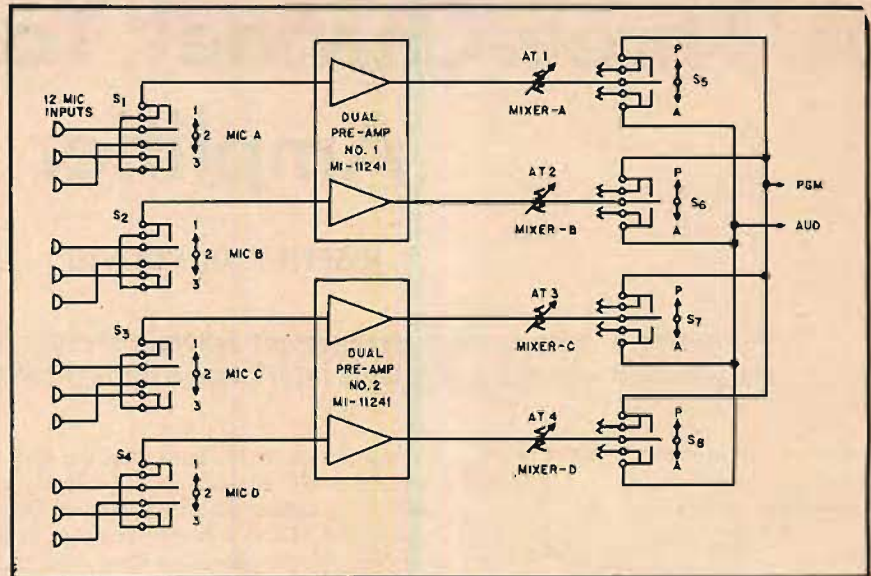 12 MIC
INPUTS
S1
1
2
3
MIC A
S2
1
2
3
MIC B
S3
1
2
3
MIC C
S4
1
2
3
MIC D
DUAL
PRE-AMP
NO. 1
MI-11241
DUAL
PRE-AMP
NO. 2
MI-11241
AT 1
MIXER-A
AT 2
MIXER-B
AT 3
MIXER-C
AT 4
MIXER-D
P
S5
A
P
S6
A
P
S7
A
P
S8
A
PGM
AUD